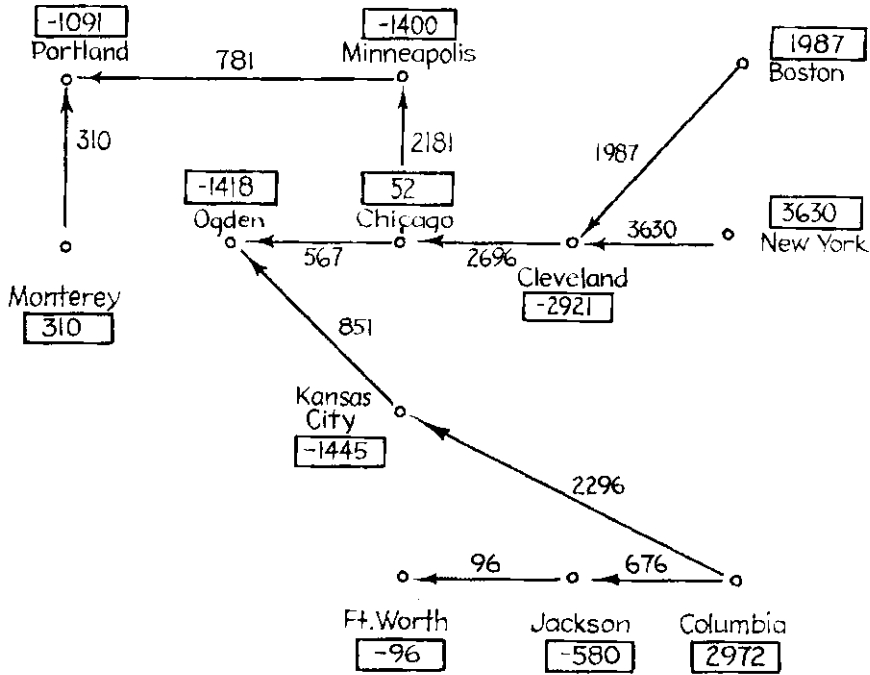 -1091
Portland
-1400
Minneapolis
1987
Boston
781
310
2181
1987
-1418
Ogden
52
Chicago
3630
New York
567
2696
3630
Cleveland
-2921
Monterey
310
851
Kansas
City
-1445
2296
96
676
Ft. Worth
-96
Jackson
-580
Columbia
2972